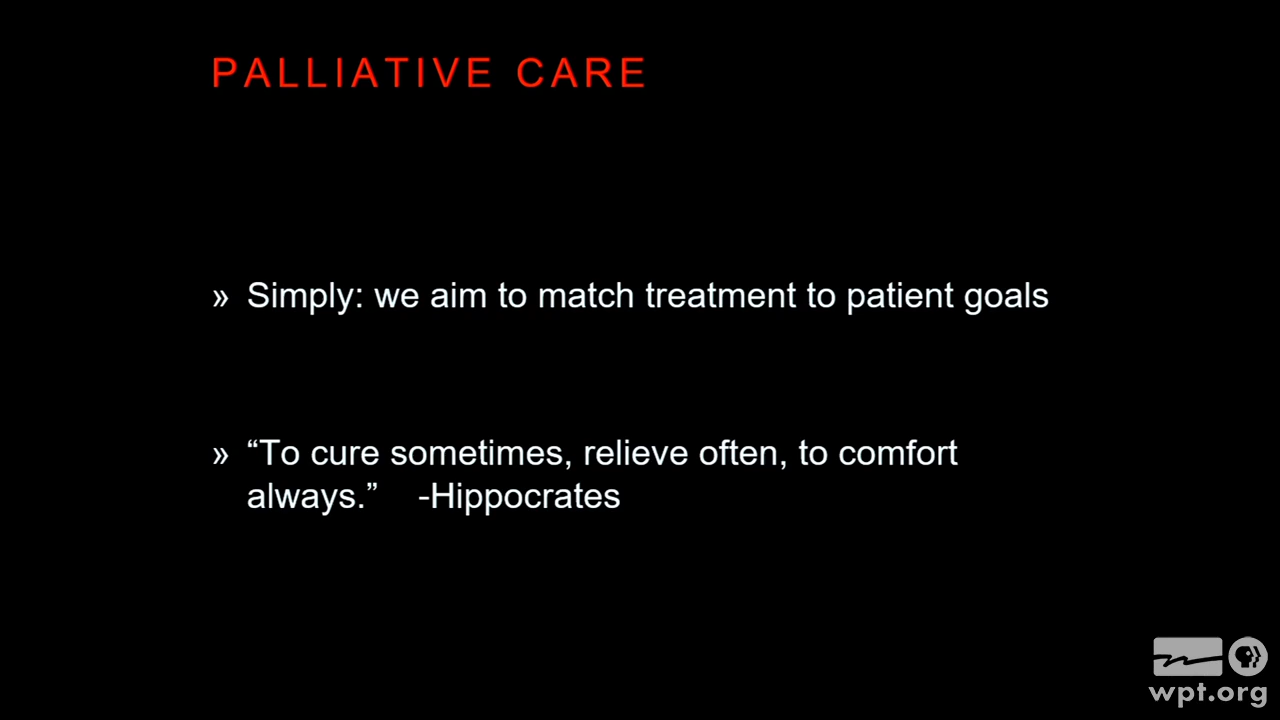 PALLIATIVE CARE
» Simply: we aim to match treatment to patient goals
» “To cure sometimes, relieve often, to comfort
always.” -Hippocrates
wpt.org